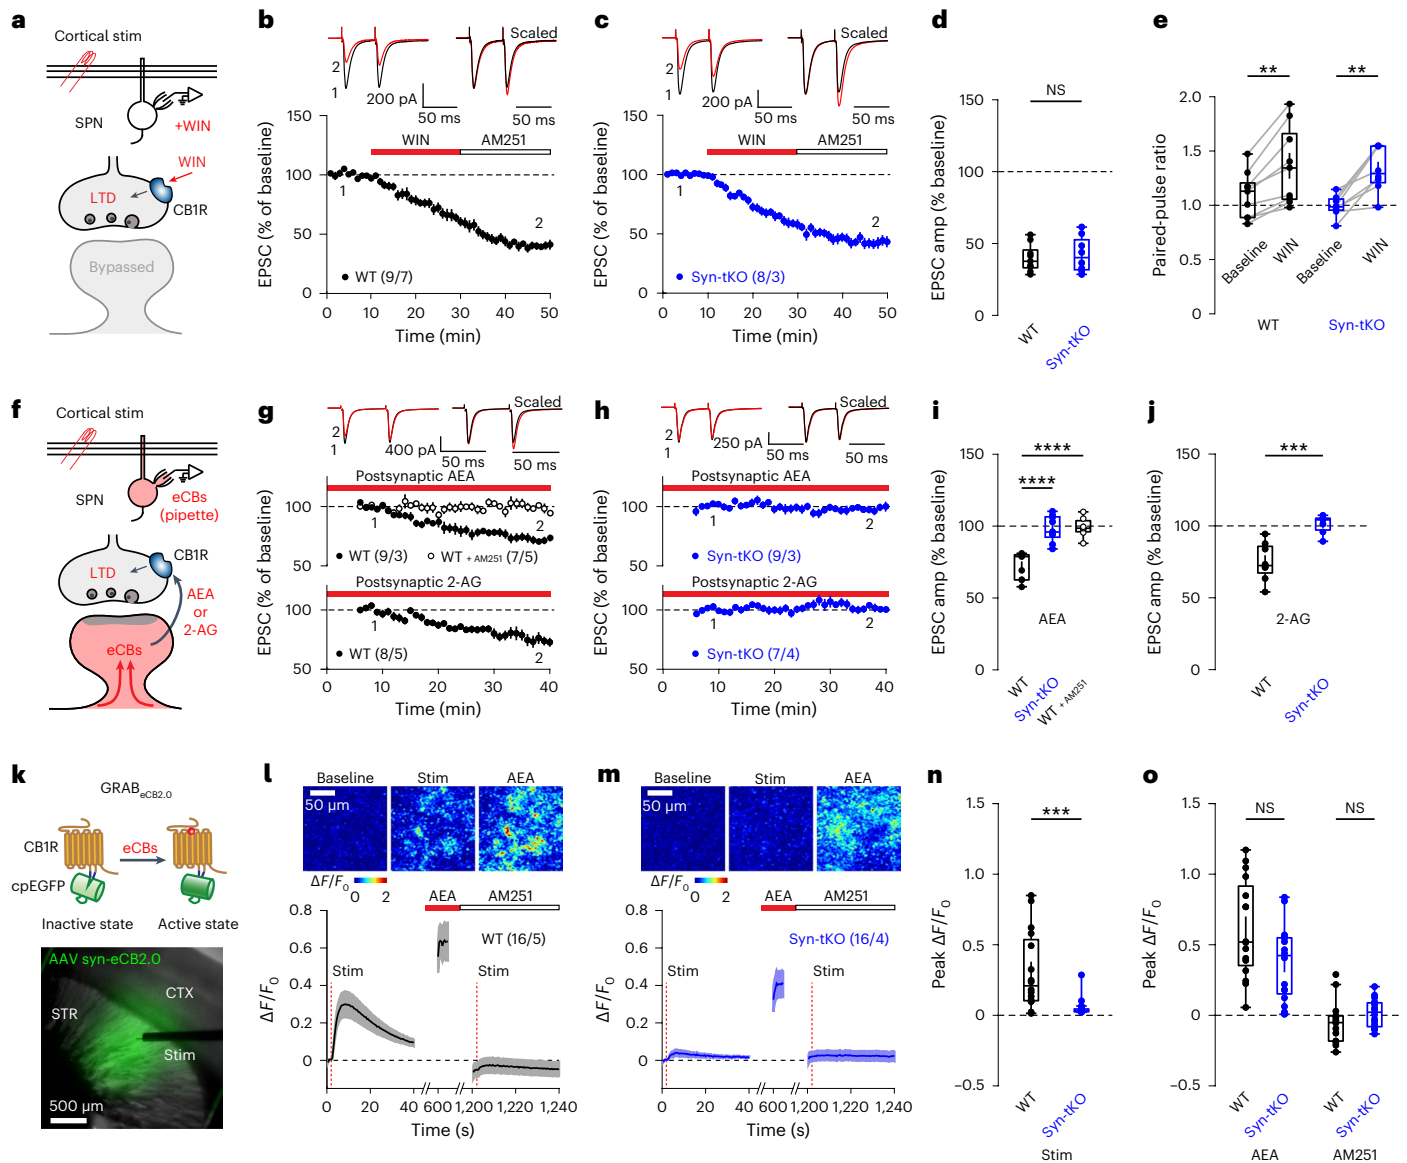 a
Cortical stim
SPN
+WIN
WIN
LTD
CB1R
Bypassed
b
2
1
200 pA
50 ms
Scaled
50 ms
EPSC (% of baseline)
150
100
50
0
WIN
AM251
1
2
WT (9/7)
0 10 20 30 40 50
Time (min)
c
2
1
200 pA
50 ms
Scaled
50 ms
EPSC (% of baseline)
150
100
50
0
WIN
AM251
1
2
Syn-tKO (8/3)
0 10 20 30 40 50
Time (min)
d
EPSC amp (% baseline)
150
100
50
0
NS
WT
Syn-tKO
e
Paired-pulse ratio
2.0
1.5
1.0
0.5
0
** **
Baseline
WIN
Baseline
WIN
WT
Syn-tKO
f
Cortical stim
SPN
eCBs
(pipette)
CB1R
LTD
AEA
or
2-AG
eCBs
g
2
1
400 pA
50 ms
Scaled
50 ms
EPSC (% of baseline)
Postsynaptic AEA
100
50
1
2
WT (9/3)
WT + AM251 (7/5)
Postsynaptic 2-AG
100
50
1
2
WT (8/5)
0 10 20 30 40
Time (min)
h
2
1
250 pA
50 ms
Scaled
50 ms
EPSC (% of baseline)
Postsynaptic AEA
100
50
1
2
Syn-tKO (9/3)
Postsynaptic 2-AG
100
50
1
2
Syn-tKO (7/4)
0 10 20 30 40
Time (min)
i
EPSC amp (% baseline)
150
100
50
0
****
****
AEA
WT
Syn-tKO
WT + AM251
j
EPSC amp (% baseline)
150
100
50
0
***
2-AG
WT
Syn-tKO
k
GRABeCB2.0
CB1R
eCBs
cpEGFP
Inactive state
Active state
AAV syn-eCB2.0
CTX
STR
Stim
500 µm
l
Baseline
Stim
AEA
50 µm
ΔF/F0
0 2
AEA
AM251
ΔF/F0
0.8
0.6
0.4
0.2
0
WT (16/5)
Stim
Stim
0 20 40 600 1,200 1,220 1,240
Time (s)
m
Baseline
Stim
AEA
50 µm
ΔF/F0
0 2
AEA
AM251
ΔF/F0
0.8
0.6
0.4
0.2
0
Syn-tKO (16/4)
Stim
Stim
0 20 40 600 1,200 1,220 1,240
Time (s)
n
Peak ΔF/F0
1.5
1.0
0.5
0
−0.5
***
WT
Syn-tKO
Stim
o
Peak ΔF/F0
1.5
1.0
0.5
0
−0.5
NS NS
WT
Syn-tKO
WT
Syn-tKO
AEA
AM251